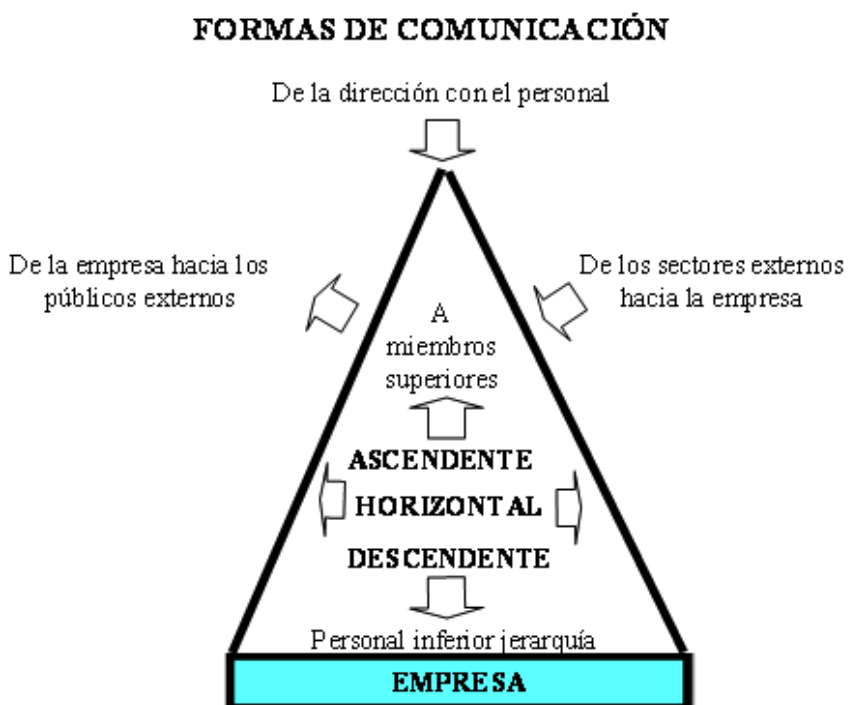 FORMAS DE COMUNICACIÓN
De la dirección con el personal
De la empresa hacia los
públicos externos
De los sectores externos
hacia la empresa
A
miembros
superiores
ASCENDENTE
HORIZONTAL
DESCENDENTE
Personal inferior jerarquía
EMPRESA